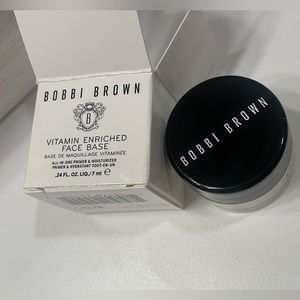 BOBBI BROWN
B
VITAMIN ENRICHED
FACE BASE
BASE DE MAQUILLAGE VITAMINÉE
ALL-IN-ONE PRIMER & MOISTURIZER
PRIMER & HYDRATANT TOUT-EN-UN
.24 FL. OZ. LIQ./7 ml ℮
BOBBI BROWN